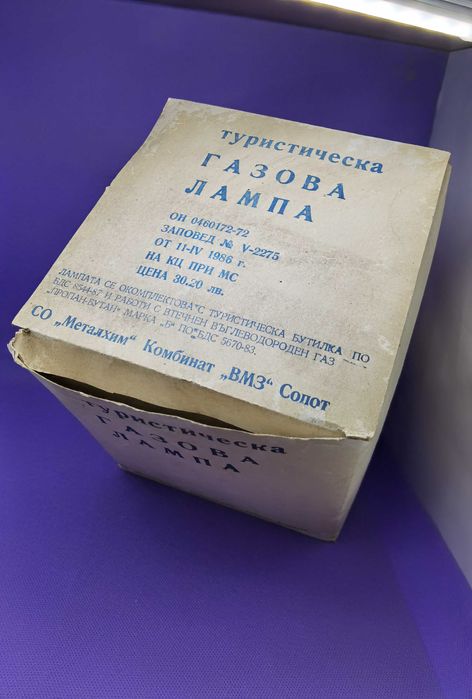 туристическа
ГАЗОВА
ЛАМПА
ОН 0460172-72
ЗАПОВЕД № V-2275
ОТ 11-IV 1986 г.
НА КЦ ПРИ МС
ЦЕНА 30.20 лв.
ЛАМПАТА СЕ ОКОМПЛЕКТОВА С ТУРИСТИЧЕСКА БУТИЛКА ПО
БДС 8544-87 И РАБОТИ С ВТЕЧНЕН ВЪГЛЕВОДОРОДЕН ГАЗ
„ПРОПАН-БУТАН" МАРКА „Б" ПО БДС 5670-83.
СО „Металхим" Комбинат „ВМЗ" Сопот
туристическа
ГАЗОВА
ЛАМПА